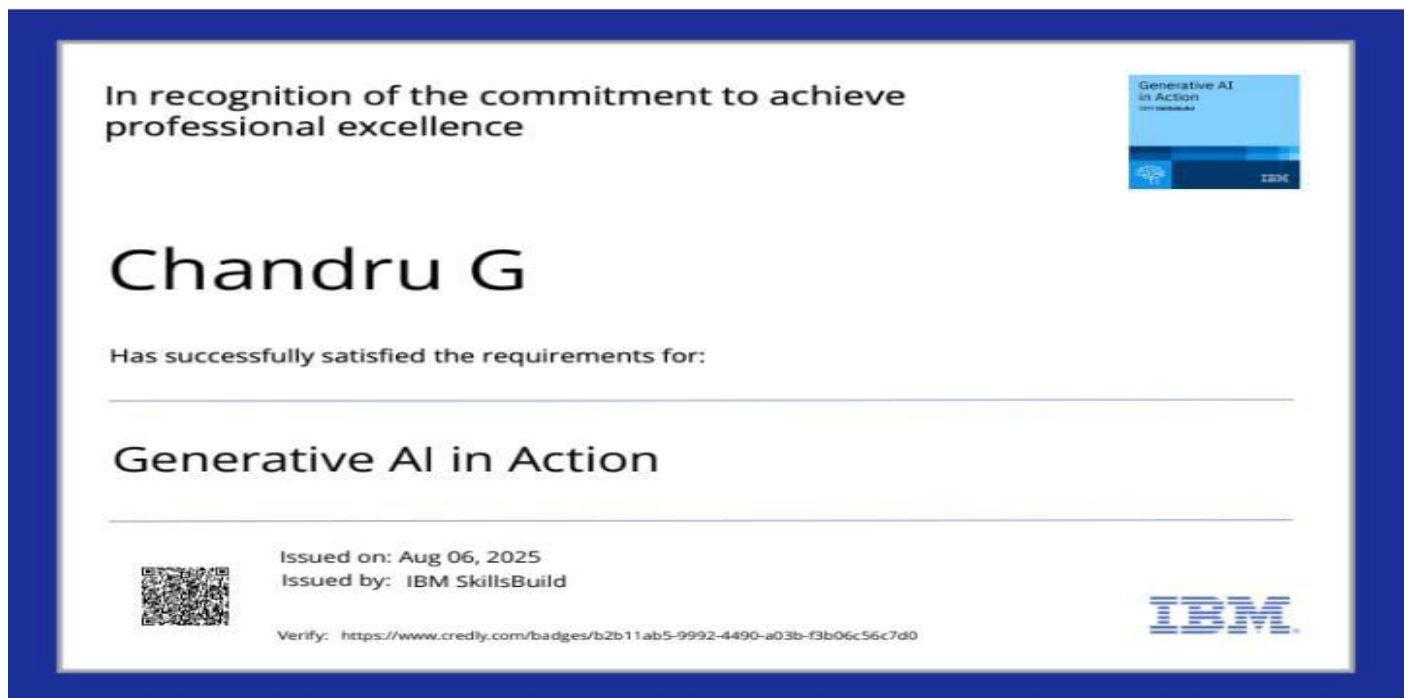 In recognition of the commitment to achieve
professional excellence
Generative AI
in Action
IBM SkillsBuild
IBM
Chandru G
Has successfully satisfied the requirements for:
Generative AI in Action
Issued on: Aug 06, 2025
Issued by: IBM SkillsBuild
Verify: https://www.credly.com/badges/b2b11ab5-9992-4490-a03b-f3b06c56c7d0
IBM.